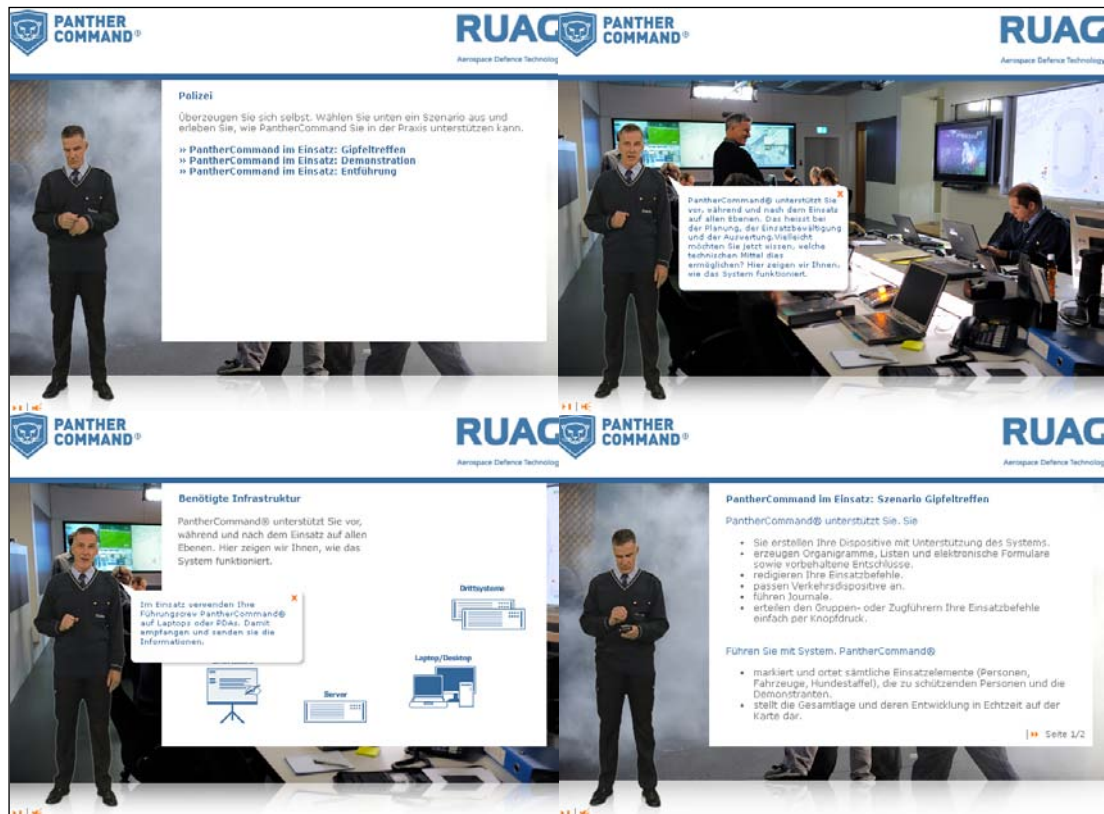 PANTHER
COMMAND®
RUAG
Aerospace Defence Technology
Polizei
Überzeugen Sie sich selbst. Wählen Sie unten ein Szenario aus und
erleben Sie, wie PantherCommand Sie in der Praxis unterstützen kann.
» PantherCommand im Einsatz: Gipfeltreffen
» PantherCommand im Einsatz: Demonstration
» PantherCommand im Einsatz: Entführung
PANTHER
COMMAND®
RUAG
Aerospace Defence Technology
x
PantherCommand® unterstützt Sie
vor, während und nach dem Einsatz
auf allen Ebenen. Das heisst bei
der Planung, der Einsatzbewältigung
und der Auswertung.Vielleicht
möchten Sie jetzt wissen, welche
technischen Mittel dies
ermöglichen? Hier zeigen wir Ihnen,
wie das System funktioniert.
PANTHER
COMMAND®
RUAG
Aerospace Defence Technolog
Benötigte Infrastruktur
PantherCommand® unterstützt Sie vor,
während und nach dem Einsatz auf allen
Ebenen. Hier zeigen wir Ihnen, wie das
System funktioniert.
x
Im Einsatz verwenden Ihre
Führungscrew PantherCommand®
auf Laptops oder PDAs. Damit
empfangen und senden sie die
Informationen.
Drittsysteme
Laptop/Desktop
Server
PANTHER
COMMAND®
RUAG
Aerospace Defence Technology
PantherCommand im Einsatz: Szenario Gipfeltreffen
PantherCommand® unterstützt Sie. Sie
• Sie erstellen Ihre Dispositive mit Unterstützung des Systems.
• erzeugen Organigramme, Listen und elektronische Formulare
sowie vorbehaltene Entschlüsse.
• redigieren Ihre Einsatzbefehle.
• passen Verkehrsdispositive an.
• führen Journale.
• erteilen den Gruppen- oder Zugführern Ihre Einsatzbefehle
einfach per Knopfdruck.
Führen Sie mit System. PantherCommand®
• markiert und ortet sämtliche Einsatzelemente (Personen,
Fahrzeuge, Hundestaffel), die zu schützenden Personen und die
Demonstranten.
• stellt die Gesamtlage und deren Entwicklung in Echtzeit auf der
Karte dar.
Seite 1/2